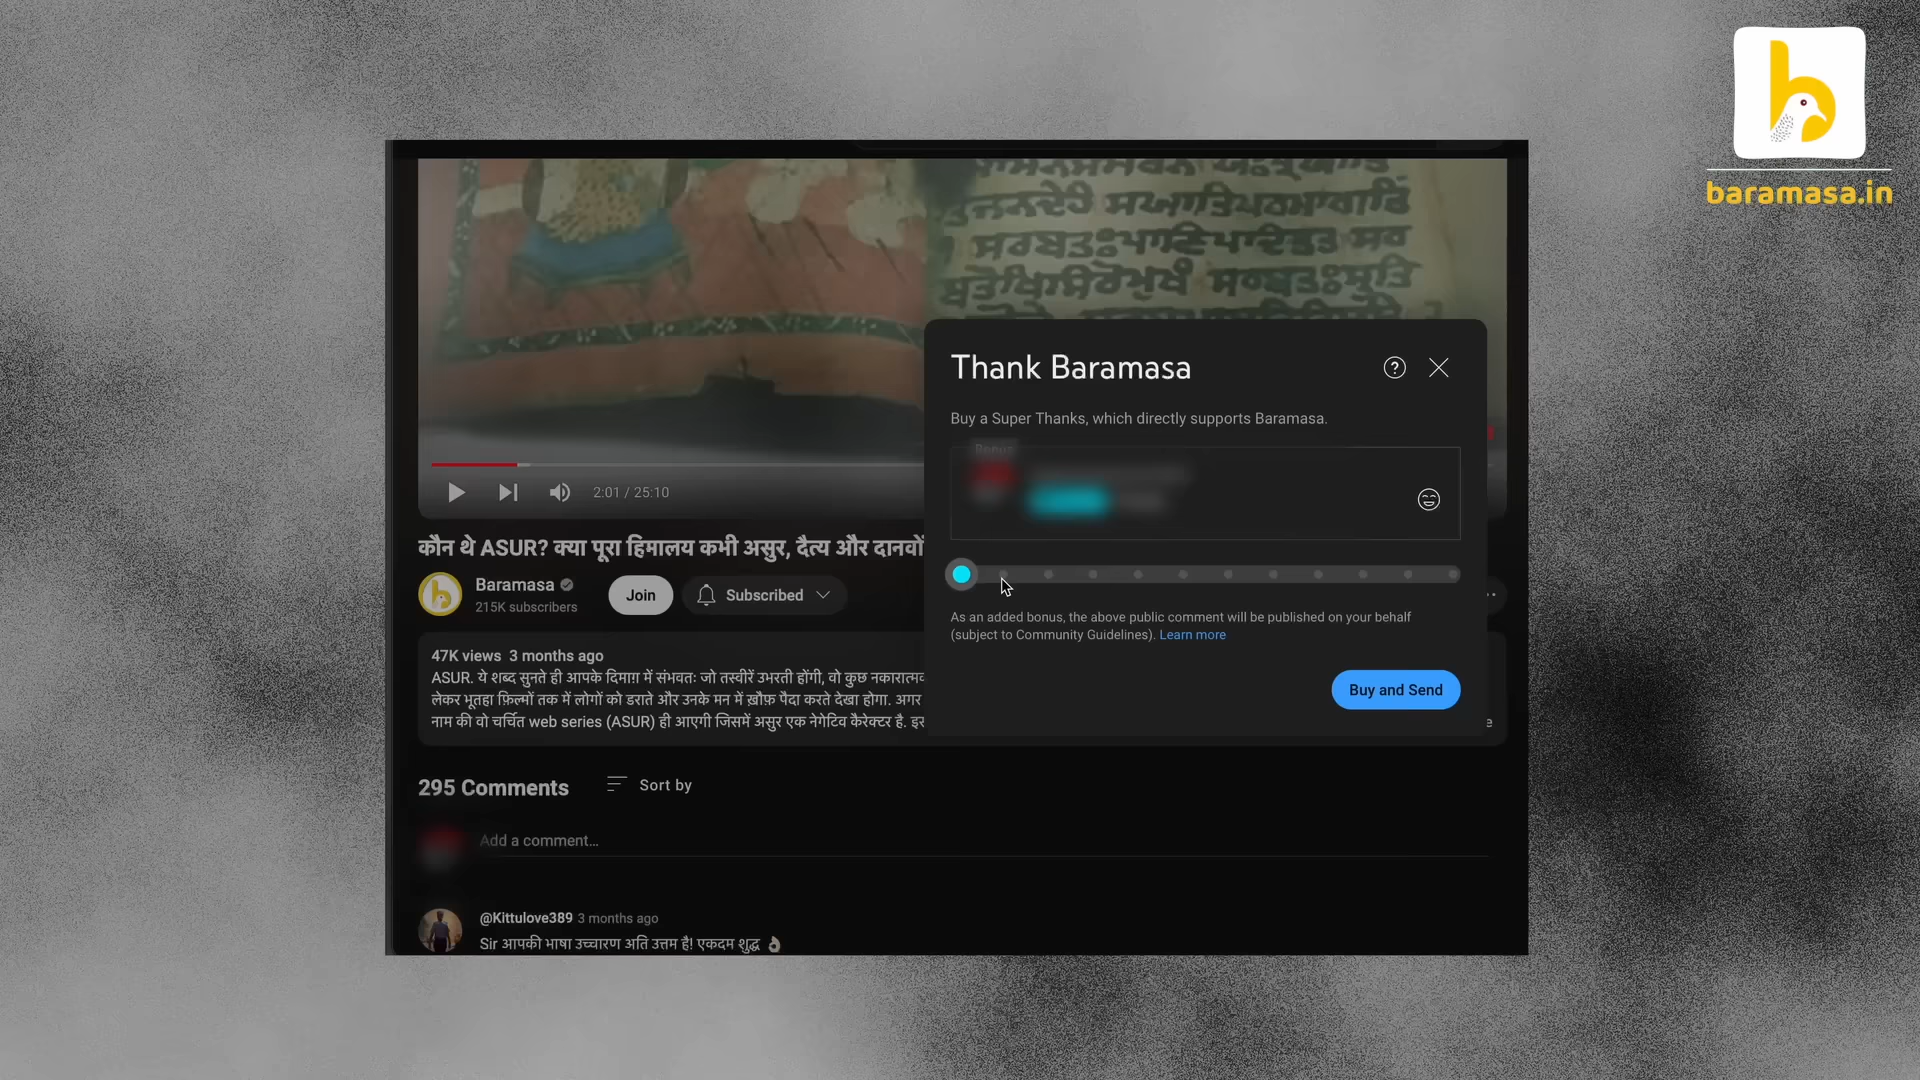 baramasa.in
Thank Baramasa
Buy a Super Thanks, which directly supports Baramasa.
2:01 / 25:10
कौन थे ASUR? क्या पूरा हिमालय कभी असुर, दैत्य और दानवों
Baramasa
215K subscribers
Join
Subscribed
As an added bonus, the above public comment will be published on your behalf
(subject to Community Guidelines). Learn more
Buy and Send
47K views 3 months ago
ASUR. ये शब्द सुनते ही आपके दिमाग़ में संभवतः जो तस्वीरें उभरती होंगी, वो कुछ नकारात्मक
लेकर भूतहा फ़िल्मों तक में लोगों को डराते और उनके मन में ख़ौफ़ पैदा करते देखा होगा. अगर
नाम की वो चर्चित web series (ASUR) ही आएगी जिसमें असुर एक नेगेटिव कैरेक्टर है.
295 Comments
Sort by
Add a comment...
@Kittulove389 3 months ago
Sir आपकी भाषा उच्चारण अति उत्तम है! एकदम शुद्ध 👌